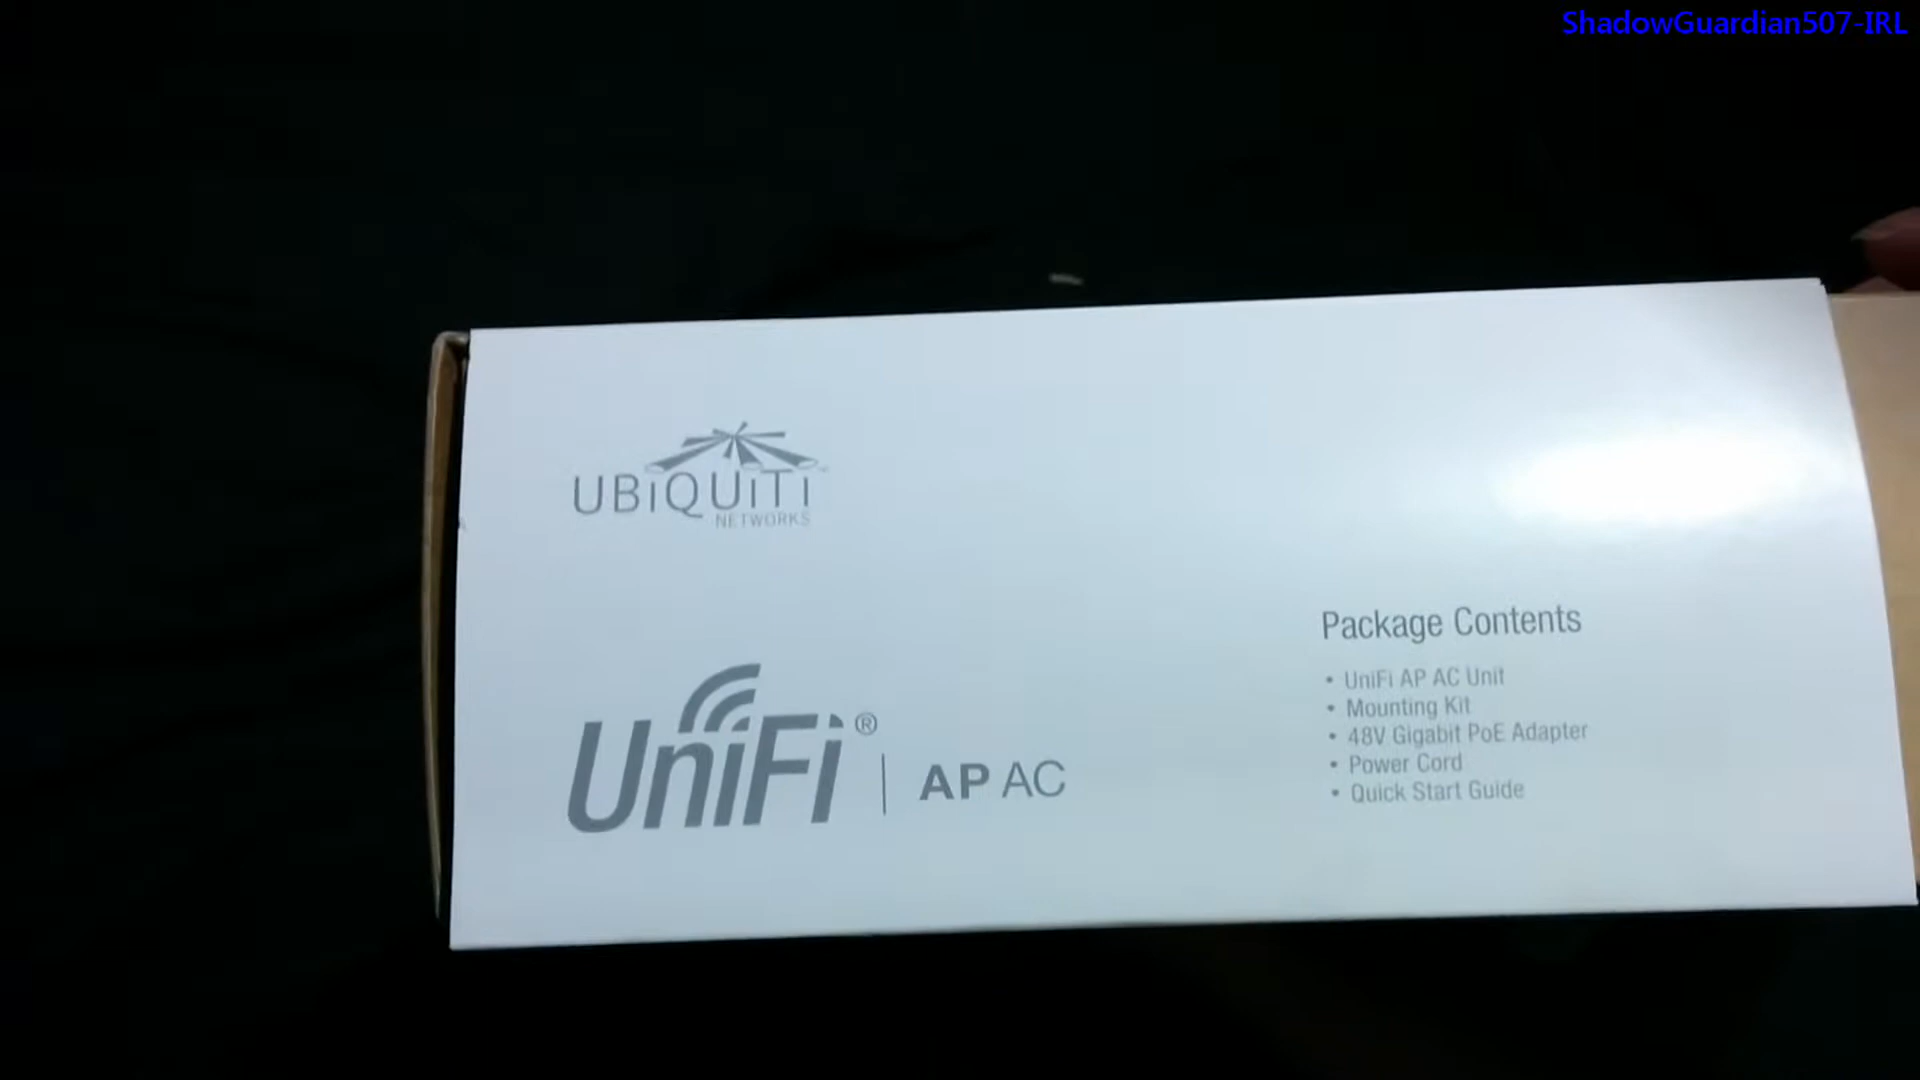 ShadowGuardian507-IRL
UBiQUiTi
NETWORKS
UniFi® | AP AC
Package Contents
• UniFi AP AC Unit
• Mounting Kit
• 48V Gigabit PoE Adapter
• Power Cord
• Quick Start Guide